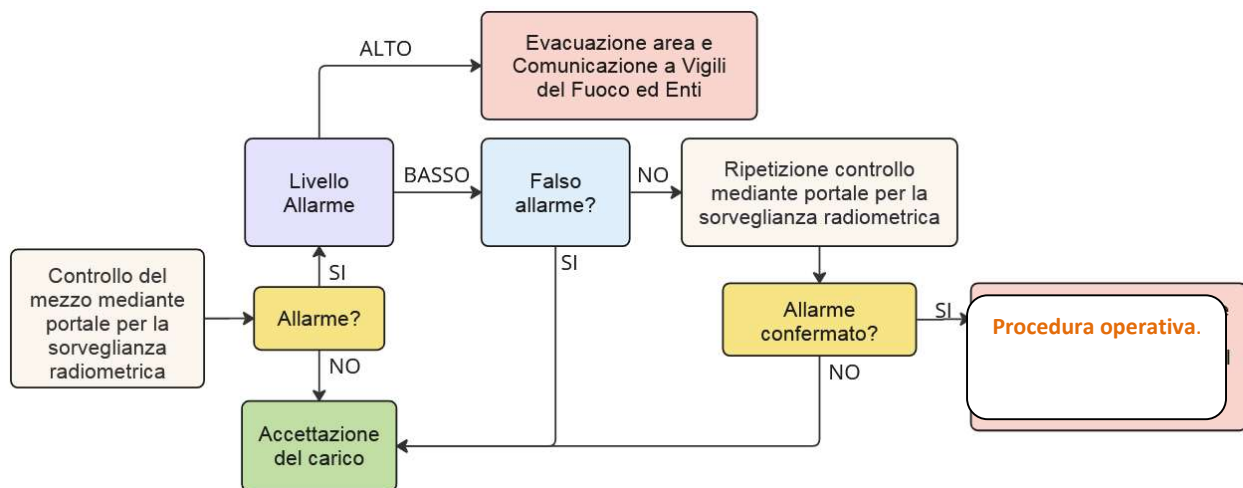 ALTO
Evacuazione area e
Comunicazione a Vigili
del Fuoco ed Enti
Livello
Allarme
BASSO
Falso
allarme?
NO
Ripetizione controllo
mediante portale per la
sorveglianza radiometrica
SI
SI
Controllo del
mezzo mediante
portale per la
sorveglianza
radiometrica
Allarme?
NO
Allarme
confermato?
SI
Procedura operativa.
NO
Accettazione
del carico